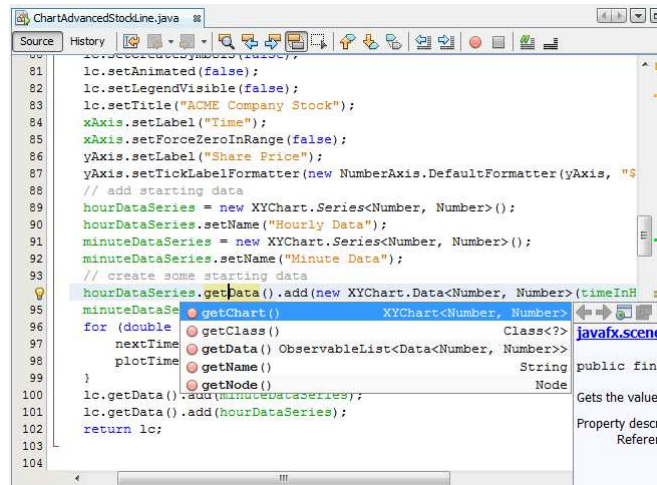 ChartAdvancedStockLine.java
Source History
81 lc.setAnimated(false);
82 lc.setLegendVisible(false);
83 lc.setTitle("ACME Company Stock");
84 xAxis.setLabel("Time");
85 xAxis.setForceZeroInRange(false);
86 yAxis.setLabel("Share Price");
87 yAxis.setTickLabelFormatter(new NumberAxis.DefaultFormatter(yAxis, "$
88 // add starting data
89 hourDataSeries = new XYChart.Series<Number, Number>();
90 hourDataSeries.setName("Hourly Data");
91 minuteDataSeries = new XYChart.Series<Number, Number>();
92 minuteDataSeries.setName("Minute Data");
93 // create some starting data
hourDataSeries.getData().add(new XYChart.Data<Number, Number>(timeInH
95 minuteDataSe
96 for (double
97 nextTime
98 plotTime
99 }
100 lc.getData().add(minuteDataSeries);
101 lc.getData().add(hourDataSeries);
102 return lc;
103
104
getChart() XYChart<Number, Number>
getClass() Class<?>
getData() ObservableList<Data<Number, Number>>
getName() String
getNode() Node
javafx.scene
public fin
Gets the value
Property descr
Referen